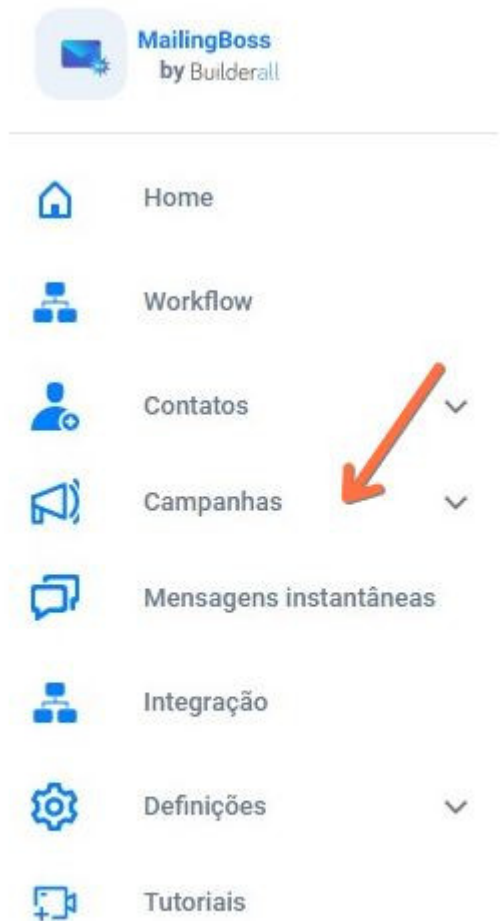 MailingBoss
by Builderall
Home
Workflow
Contatos
Campanhas
Mensagens instantâneas
Integração
Definições
Tutoriais